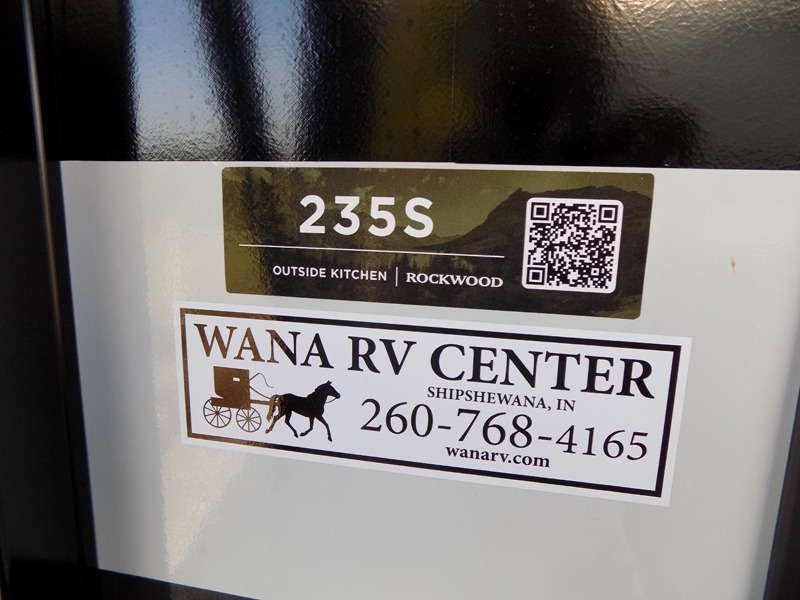 235S
OUTSIDE KITCHEN | ROCKWOOD
WANA RV CENTER
SHIPSHEWANA, IN
260-768-4165
wanarv.com